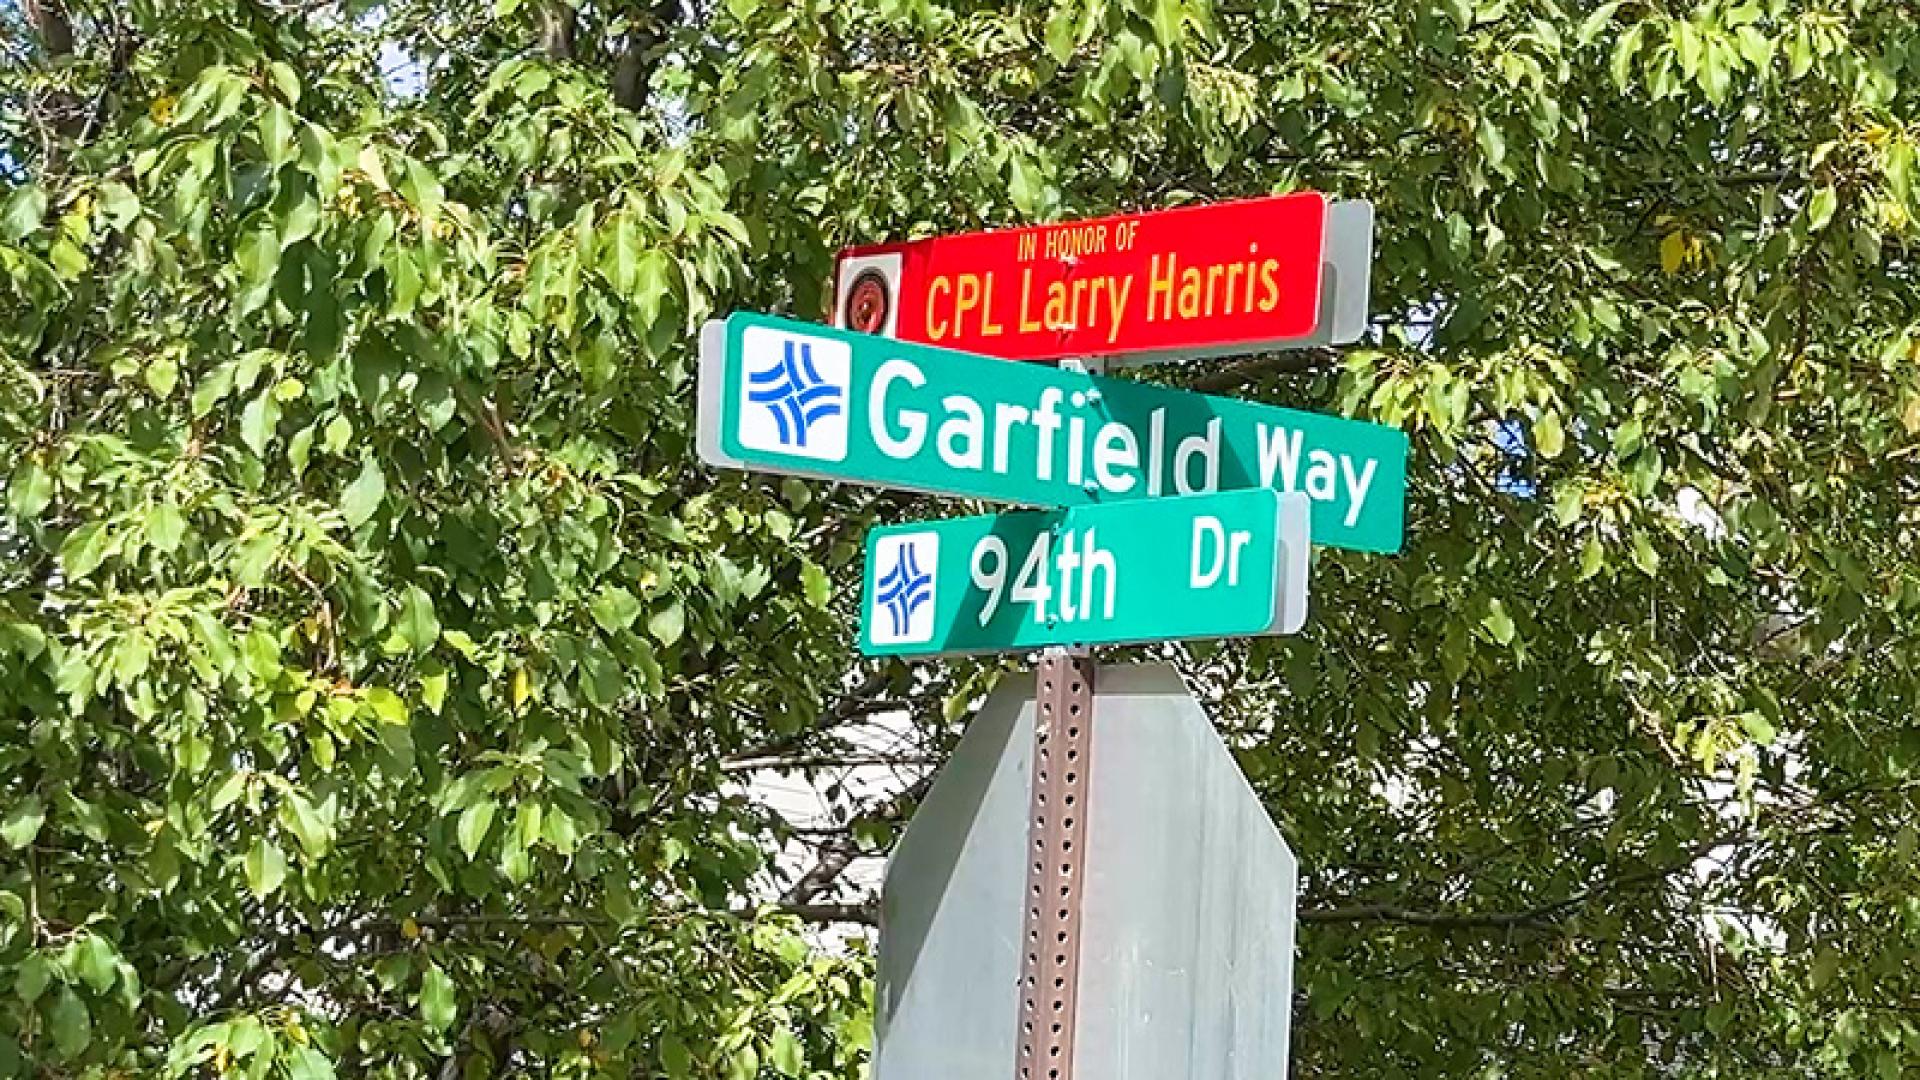 IN HONOR OF
CPL Larry Harris
Garfield Way
94th Dr